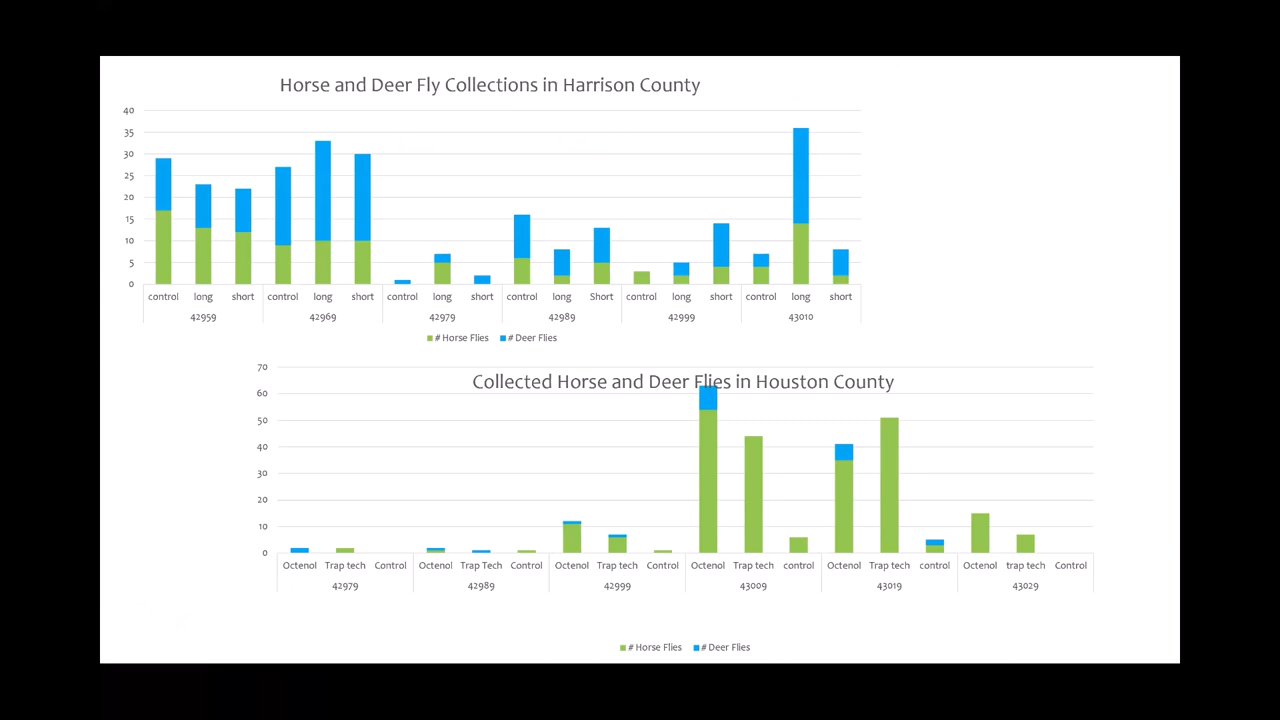 Horse and Deer Fly Collections in Harrison County
40
35
30
25
20
15
10
5
0
control long short control long short control long short control long Short control long short control long short
42959 42969 42979 42989 42999 43010
# Horse Flies # Deer Flies
70
Collected Horse and Deer Flies in Houston County
60
50
40
30
20
10
0
Octenol Trap tech Control Octenol Trap Tech Control Octenol Trap tech Control Octenol Trap tech control Octenol Trap tech control Octenol trap tech Control
42979 42989 42999 43009 43019 43029
# Horse Flies # Deer Flies